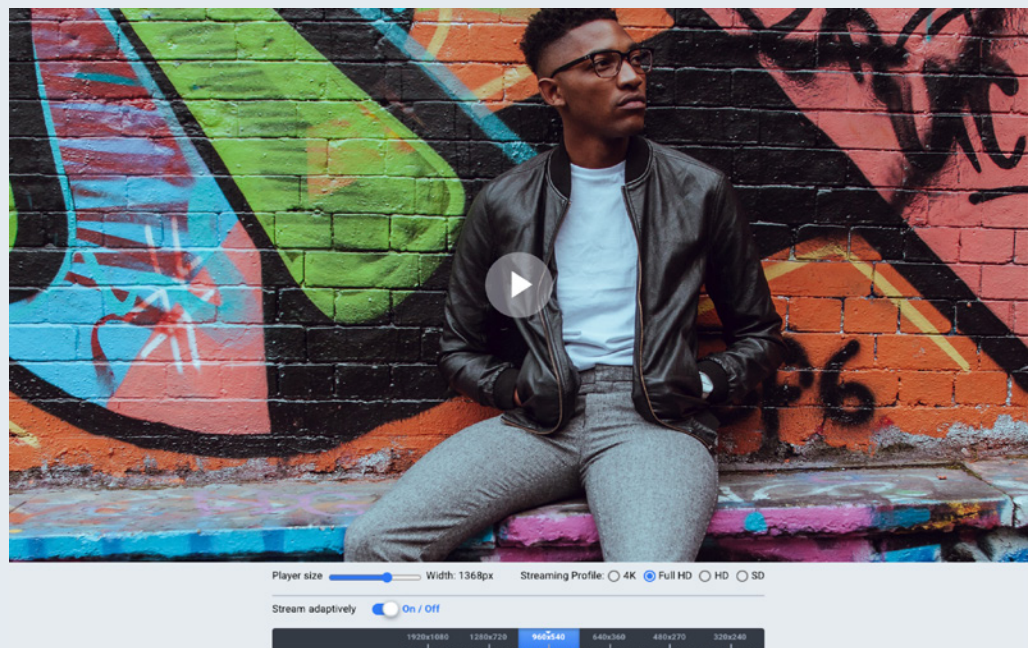 Player size Width: 1368px Streaming Profile: 4K Full HD HD SD
Stream adaptively On / Off
1920x1080 1280x720 960x540 640x360 480x270 320x240